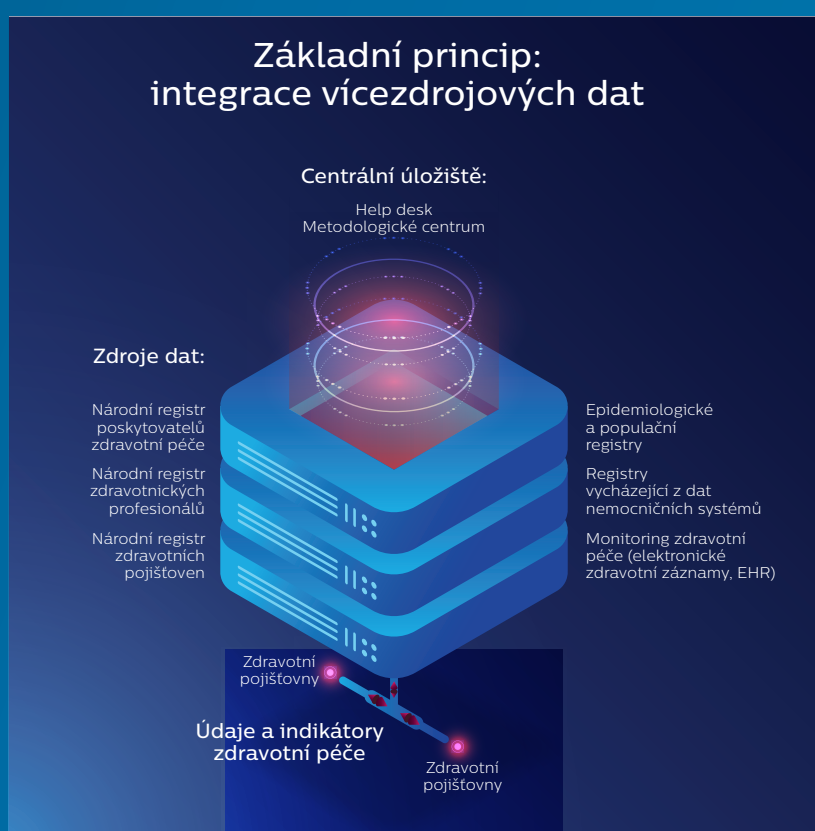 Základní princip:
integrace vícezdrojových dat
Centrální úložiště:
Help desk
Metodologické centrum
Zdroje dat:
Národní registr
poskytovatelů
zdravotní péče
Národní registr
zdravotnických
profesionálů
Národní registr
zdravotních
pojišťoven
Epidemiologické
a populační
registry
Registry
vycházející z dat
nemocničních systémů
Monitoring zdravotní
péče (elektronické
zdravotní záznamy, EHR)
Zdravotní
pojišťovny
Údaje a indikátory
zdravotní péče
Zdravotní
pojišťovny